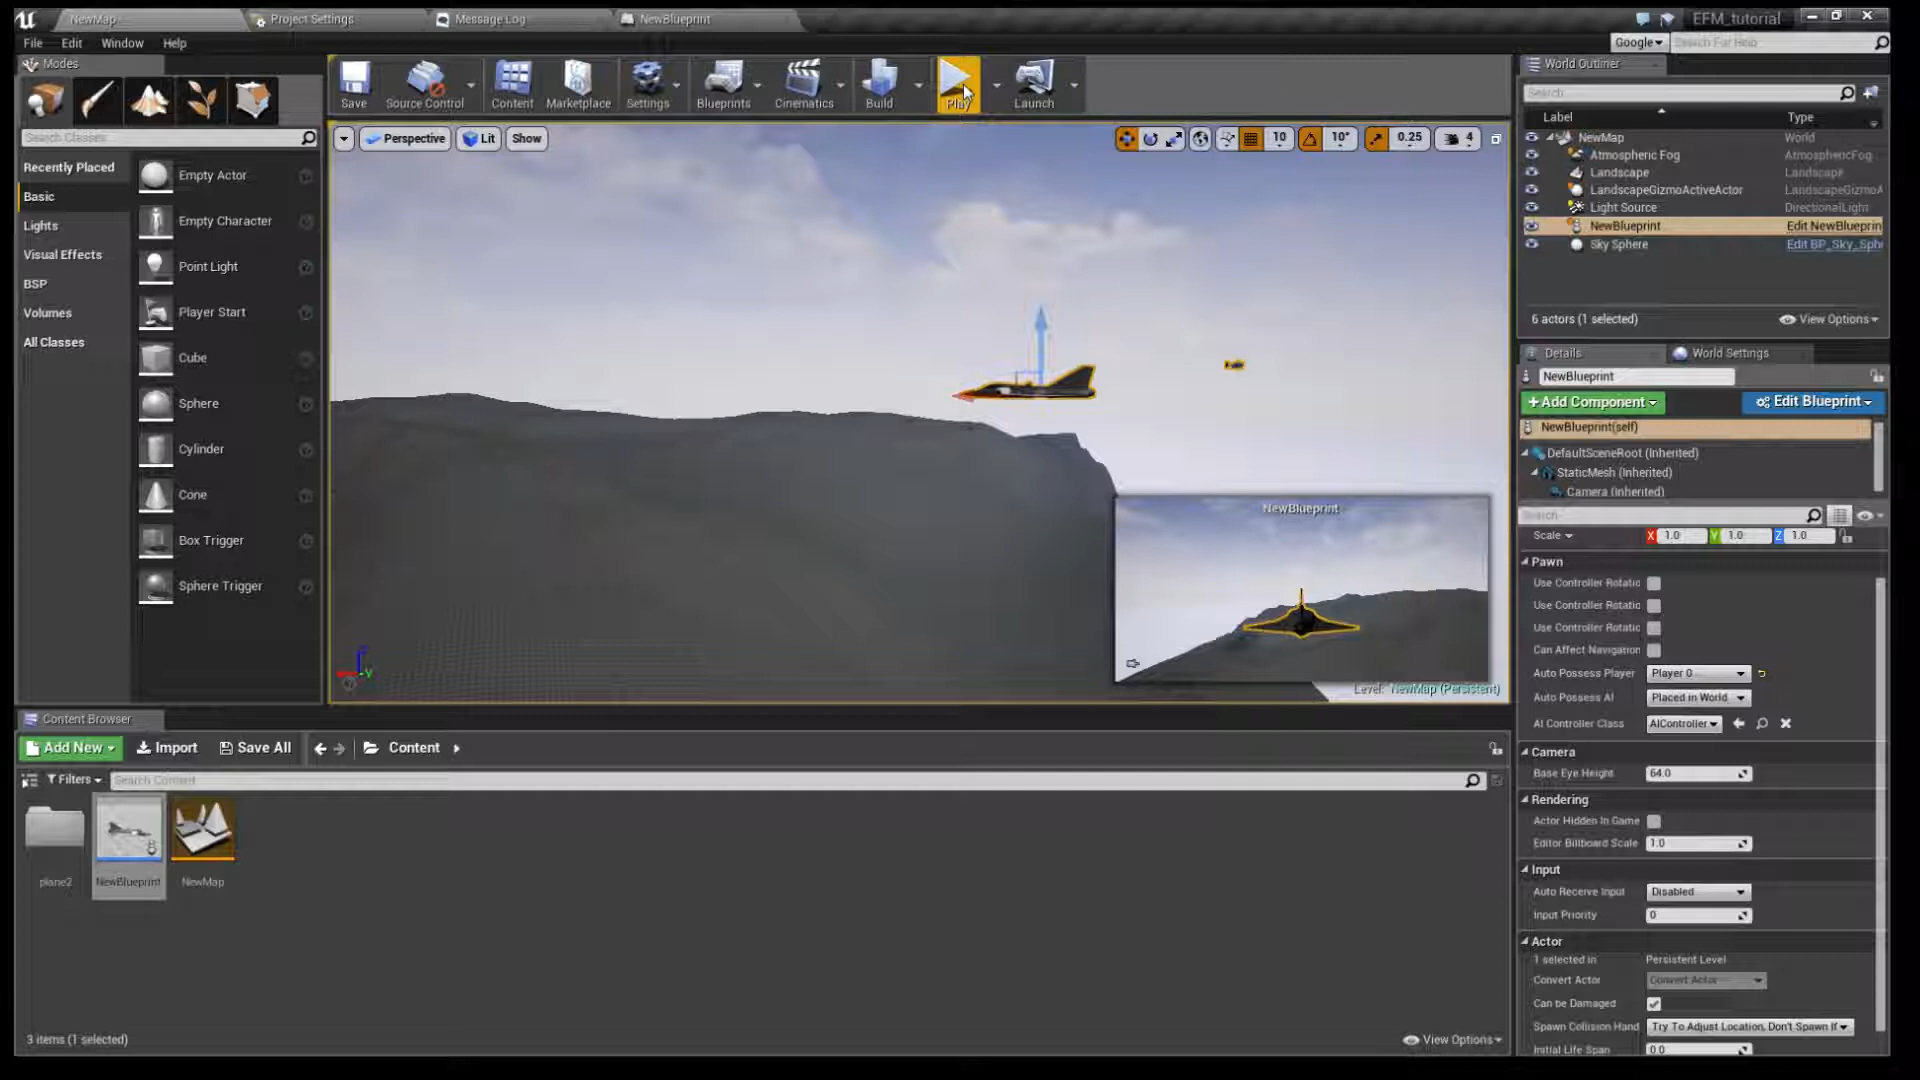 NewMap
Project Settings
Message Log
NewBlueprint
EFM_tutorial
File Edit Window Help
Google
Search For Help
Modes
Search Classes
Recently Placed
Basic
Lights
Visual Effects
BSP
Volumes
All Classes
Empty Actor
Empty Character
Point Light
Player Start
Cube
Sphere
Cylinder
Cone
Box Trigger
Sphere Trigger
Save
Source Control
Content
Marketplace
Settings
Blueprints
Cinematics
Build
Play
Launch
Perspective Lit Show
10 10° 0.25 4
NewBlueprint
Level: NewMap (Persistent)
World Outliner
Search
Label Type
NewMap World
Atmospheric Fog AtmosphericFog
Landscape Landscape
LandscapeGizmoActiveActor LandscapeGizmoA
Light Source DirectionalLight
NewBlueprint Edit NewBlueprin
Sky Sphere Edit BP_Sky_Sph
6 actors (1 selected) View Options
Details World Settings
NewBlueprint
+Add Component Edit Blueprint
NewBlueprint(self)
DefaultSceneRoot (Inherited)
StaticMesh (Inherited)
Camera (Inherited)
Search
Scale X 1.0 Y 1.0 Z 1.0
Pawn
Use Controller Rotatic
Use Controller Rotatic
Use Controller Rotatic
Can Affect Navigation
Auto Possess Player Player 0
Auto Possess AI Placed in World
AI Controller Class AIController
Camera
Base Eye Height 64.0
Rendering
Actor Hidden In Game
Editor Billboard Scale 1.0
Input
Auto Receive Input Disabled
Input Priority 0
Actor
1 selected in Persistent Level
Convert Actor Convert Actor
Can be Damaged
Spawn Collision Hand Try To Adjust Location, Don't Spawn If
Initial Life Span 0.0
Content Browser
Add New Import Save All Content
Filters Search Content
plane2
NewBlueprint
NewMap
3 items (1 selected)
View Options